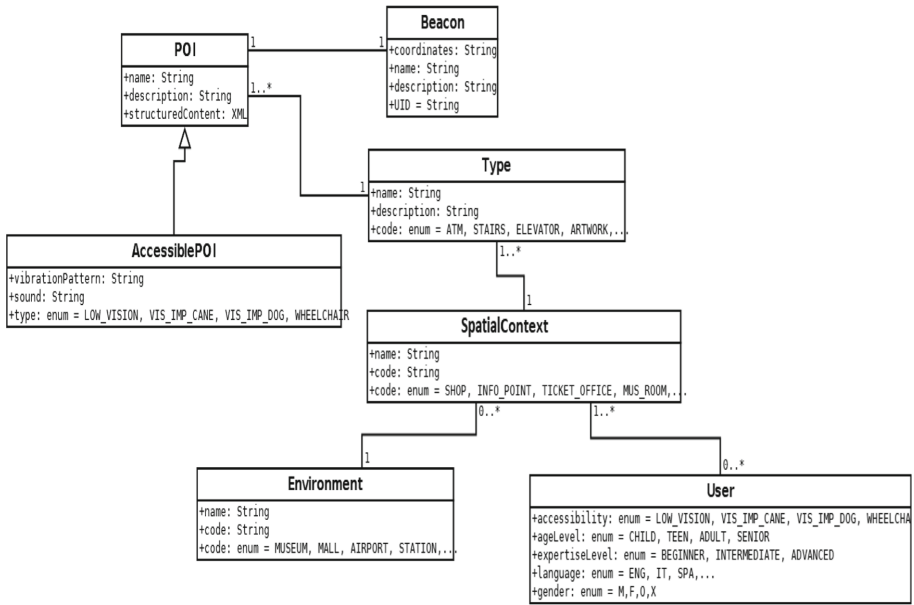 Beacon
+coordinates: String
+name: String
+description: String
+UID = String
POI
+name: String
+description: String
+structuredContent: XML
1
1
1..*
1
Type
+name: String
+description: String
+code: enum = ATM, STAIRS, ELEVATOR, ARTWORK,...
AccessiblePOI
+vibrationPattern: String
+sound: String
+type: enum = LOW_VISION, VIS_IMP_CANE, VIS_IMP_DOG, WHEELCHAIR
1..*
1
SpatialContext
+name: String
+code: String
+code: enum = SHOP, INFO_POINT, TICKET_OFFICE, MUS_ROOM,...
0..*
1..*
1
0..*
Environment
+name: String
+code: String
+code: enum = MUSEUM, MALL, AIRPORT, STATION,...
User
+accessibility: enum = LOW_VISION, VIS_IMP_CANE, VIS_IMP_DOG, WHEELCHA
+ageLevel: enum = CHILD, TEEN, ADULT, SENIOR
+expertiseLevel: enum = BEGINNER, INTERMEDIATE, ADVANCED
+language: enum = ENG, IT, SPA,...
+gender: enum = M,F,O,X